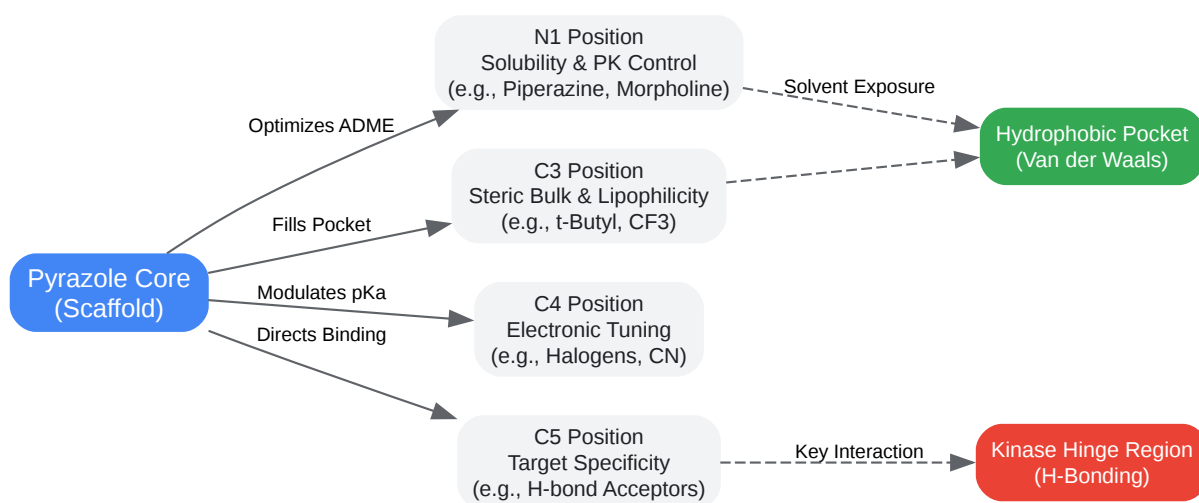 N1 Position
Solubility & PK Control
(e.g., Piperazine, Morpholine)
Solvent Exposure
Optimizes ADME
Hydrophobic Pocket
(Van der Waals)
C3 Position
Steric Bulk & Lipophilicity
(e.g., t-Butyl, CF3)
Fills Pocket
Pyrazole Core
(Scaffold)
Modulates pKa
C4 Position
Electronic Tuning
(e.g., Halogens, CN)
Directs Binding
C5 Position
Target Specificity
(e.g., H-bond Acceptors)
Key Interaction
Kinase Hinge Region
(H-Bonding)